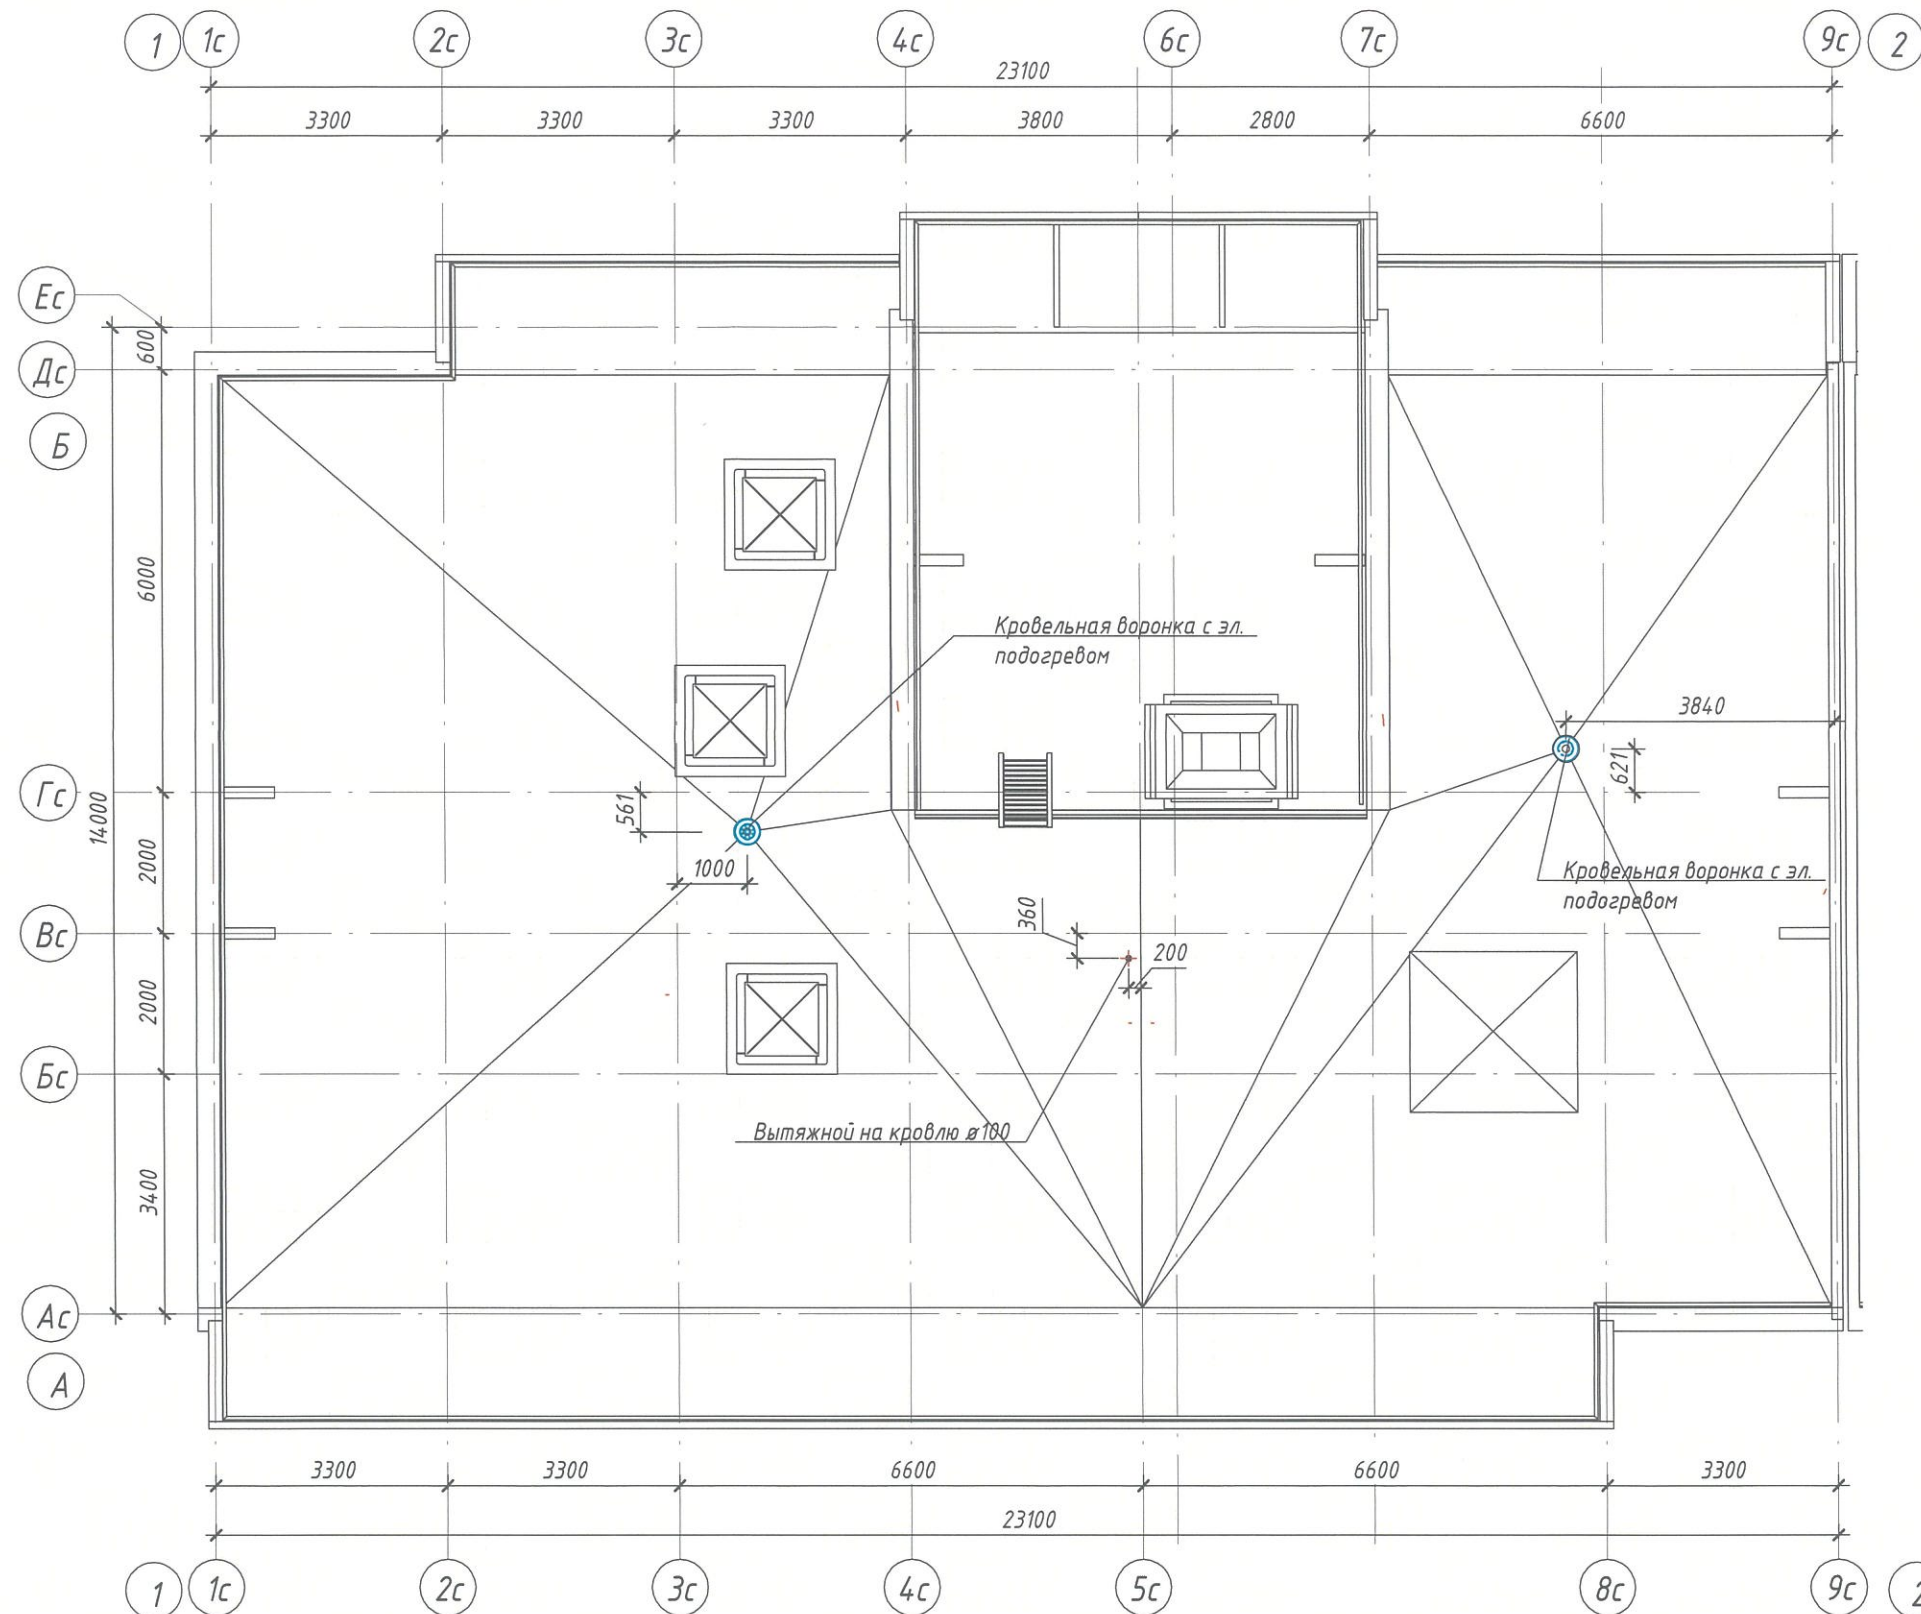 1 1с 2с 3с 4с 6с 7с 9с 2
23100
3300 3300 3300 3800 2800 6600
Ес
600
Дс
Б
6000
Кровельная воронка с эл.
подогревом
3840
621
Гс
14000
561
2000
1000
Кровельная воронка с эл.
подогревом
360
Вс
200
2000
Бс
Вытяжной на кровлю ⌀100
3400
Ас
А
3300 3300 6600 6600 3300
23100
1 1с 2с 3с 4с 5с 8с 9с 2